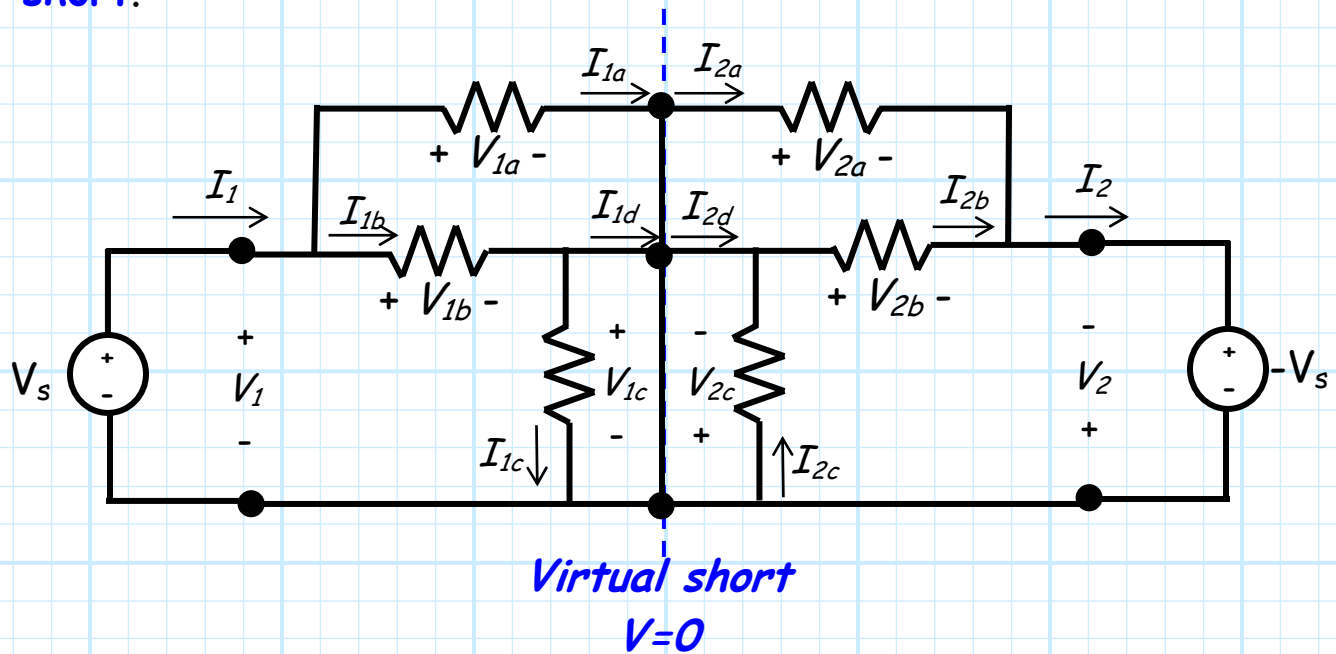 short.
I1a I2a
+ V1a - + V2a -
I1 I1b I1d I2d I2b I2
+ V1b - + V2b -
+ + - - +
Vs + - V1 V1c V2c V2 + - -Vs
- - + +
I1c I2c
Virtual short
V=0